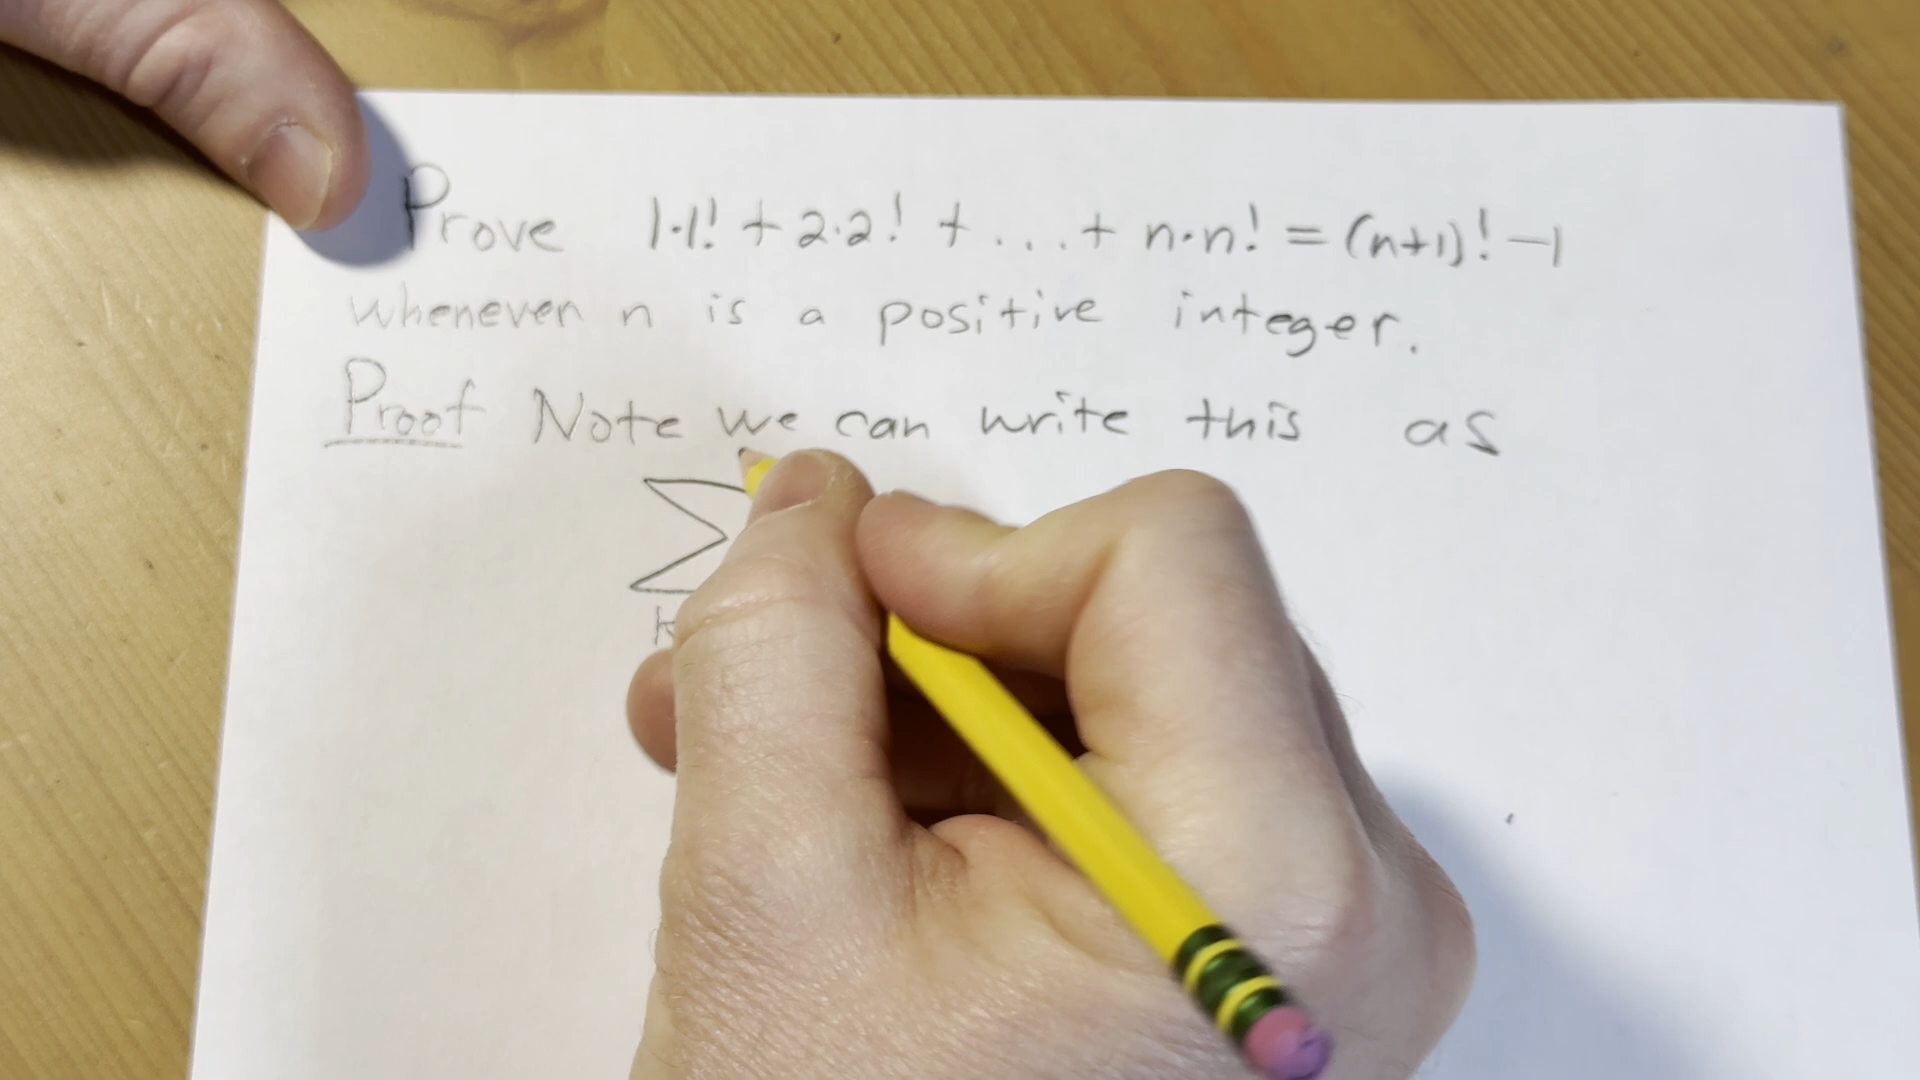 Prove 1·1! + 2·2! + ... + n·n! = (n+1)! -1
whenever n is a positive integer.
Proof Note we can write this as
Σ
K